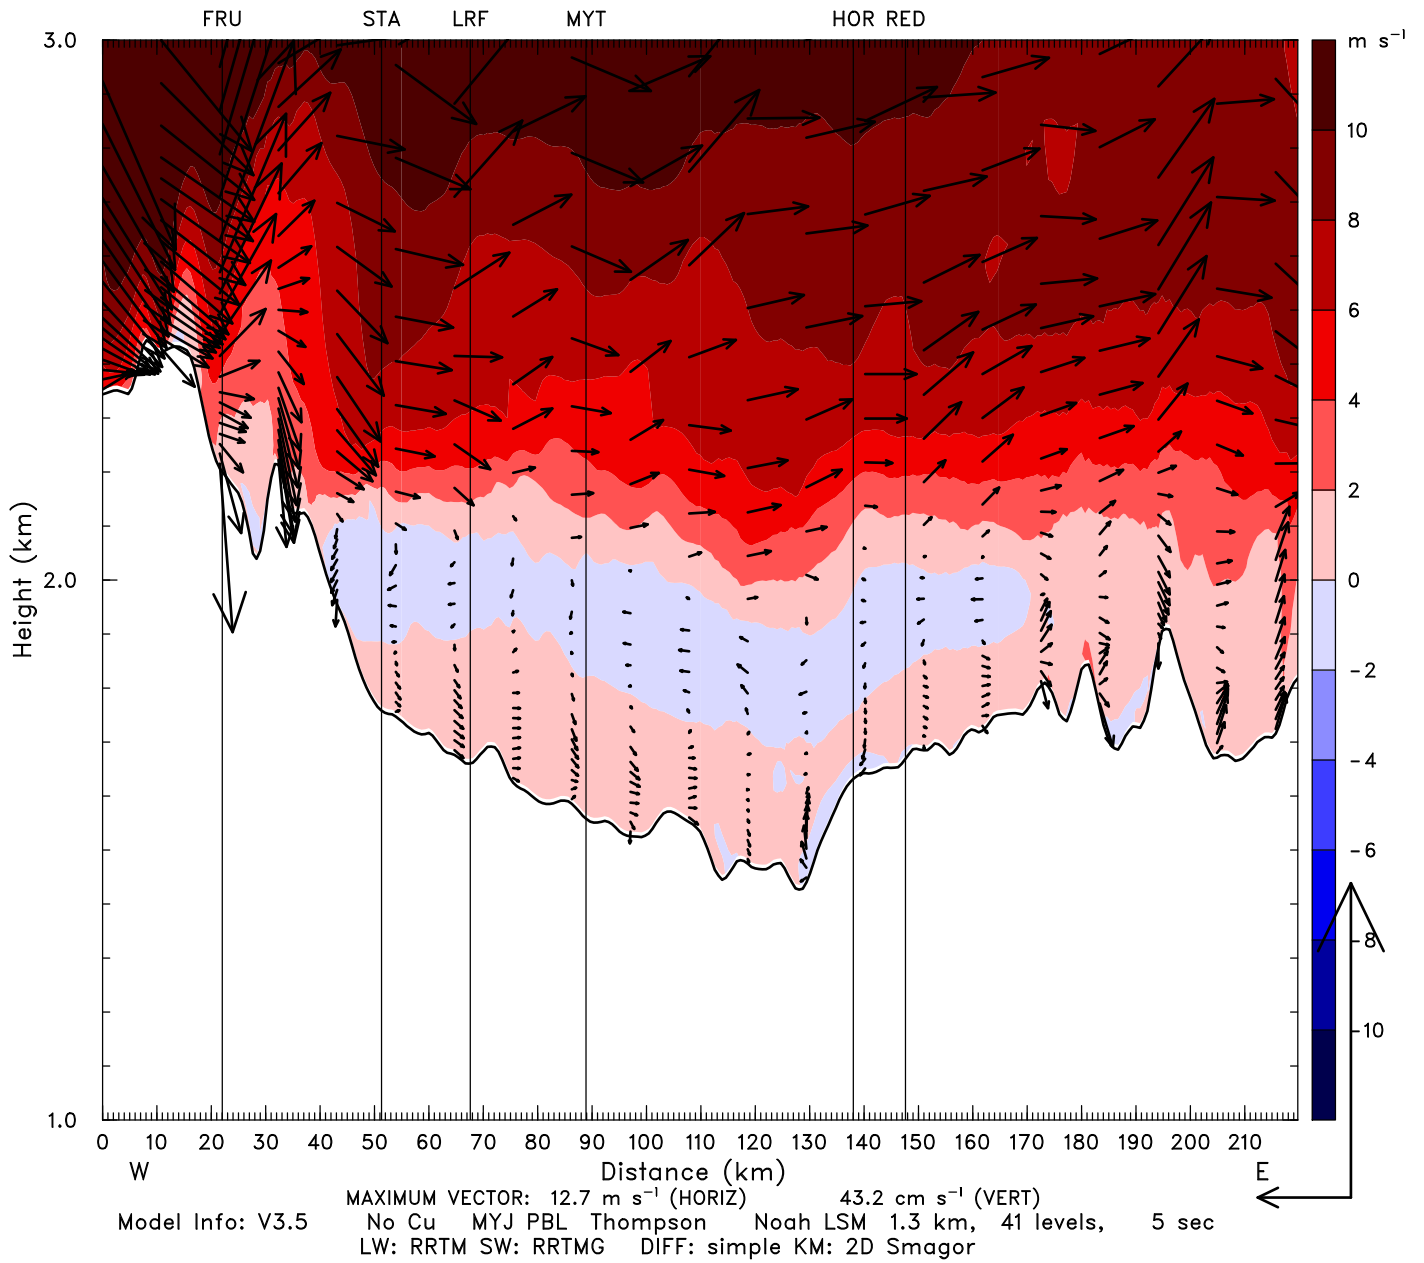 FRU STA LRF MYT HOR RED
3.0
m s⁻¹
10
8
6
4
2
0
-2
-4
-6
-8
-10
2.0
1.0
Height (km)
0 10 20 30 40 50 60 70 80 90 100 110 120 130 140 150 160 170 180 190 200 210
W Distance (km) E
MAXIMUM VECTOR: 12.7 m s⁻¹ (HORIZ) 43.2 cm s⁻¹ (VERT)
Model Info: V3.5 No Cu MYJ PBL Thompson Noah LSM 1.3 km, 41 levels, 5 sec
LW: RRTM SW: RRTMG DIFF: simple KM: 2D Smagor